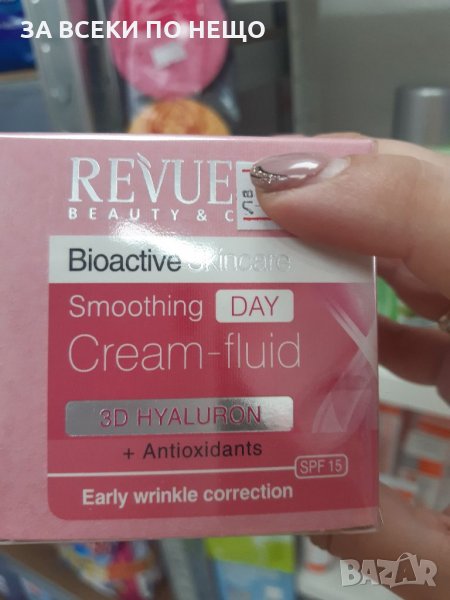 ЗА ВСЕКИ ПО НЕЩО
REVUE
BEAUTY & C
Bioactive Skincare
Smoothing DAY
Cream-fluid
3D HYALURON
+ Antioxidants
SPF 15
Early wrinkle correction
BAZAR